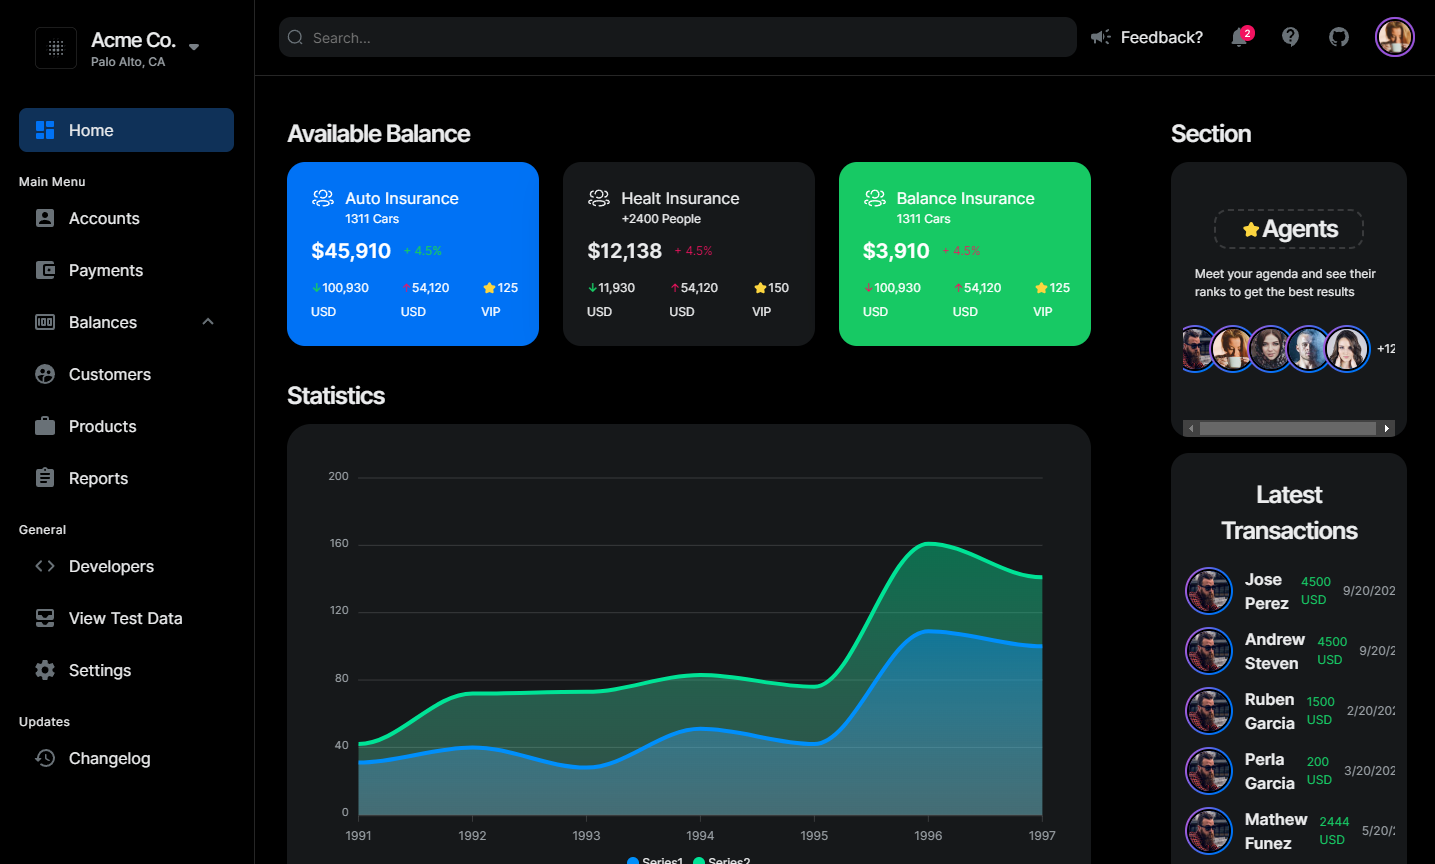 Acme Co.
Palo Alto, CA
Home
Main Menu
Accounts
Payments
Balances
Customers
Products
Reports
General
Developers
View Test Data
Settings
Updates
Changelog
Search...
Feedback?
2
Available Balance
Auto Insurance
1311 Cars
$45,910 + 4.5%
↓100,930 ↑54,120 125
USD USD VIP
Healt Insurance
+2400 People
$12,138 + 4.5%
↓11,930 ↑54,120 150
USD USD VIP
Balance Insurance
1311 Cars
$3,910 + 4.5%
↓100,930 ↑54,120 125
USD USD VIP
Statistics
200
160
120
80
40
0
1991 1992 1993 1994 1995 1996 1997
Series1 Series2
Section
Agents
Meet your agenda and see their
ranks to get the best results
+12
Latest
Transactions
Jose
Perez
4500
USD
9/20/202
Andrew
Steven
4500
USD
9/20/2
Ruben
Garcia
1500
USD
2/20/202
Perla
Garcia
200
USD
3/20/202
Mathew
Funez
2444
USD
5/20/2